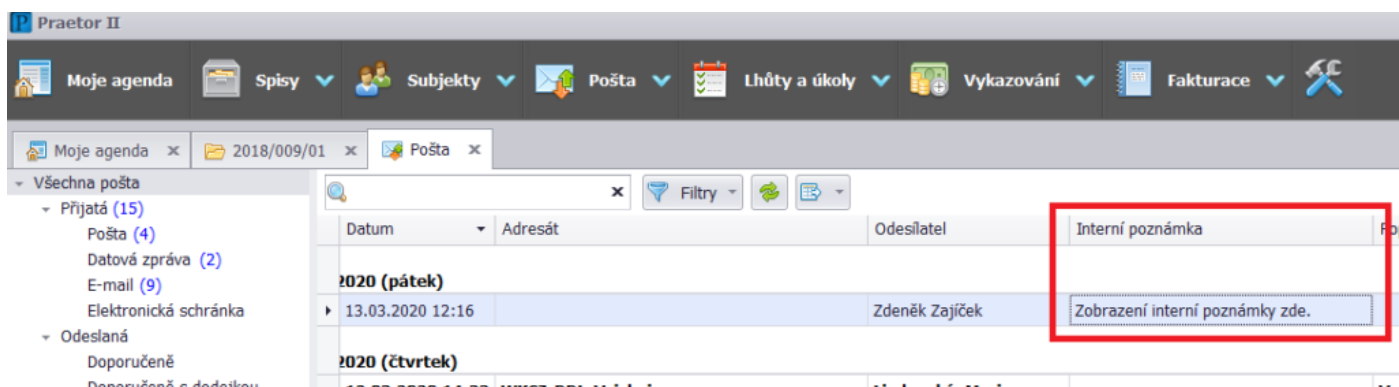 Praetor II
Moje agenda Spisy Subjekty Pošta Lhůty a úkoly Vykazování Fakturace
Moje agenda x 2018/009/01 x Pošta x
Všechna pošta
Přijatá (15)
Pošta (4)
Datová zpráva (2)
E-mail (9)
Elektronická schránka
Odeslaná
Doporučeně
Doporučeně s dodejkou
x Filtry
Datum Adresát Odesílatel Interní poznámka
2020 (pátek)
13.03.2020 12:16 Zdeněk Zajíček Zobrazení interní poznámky zde.
2020 (čtvrtek)